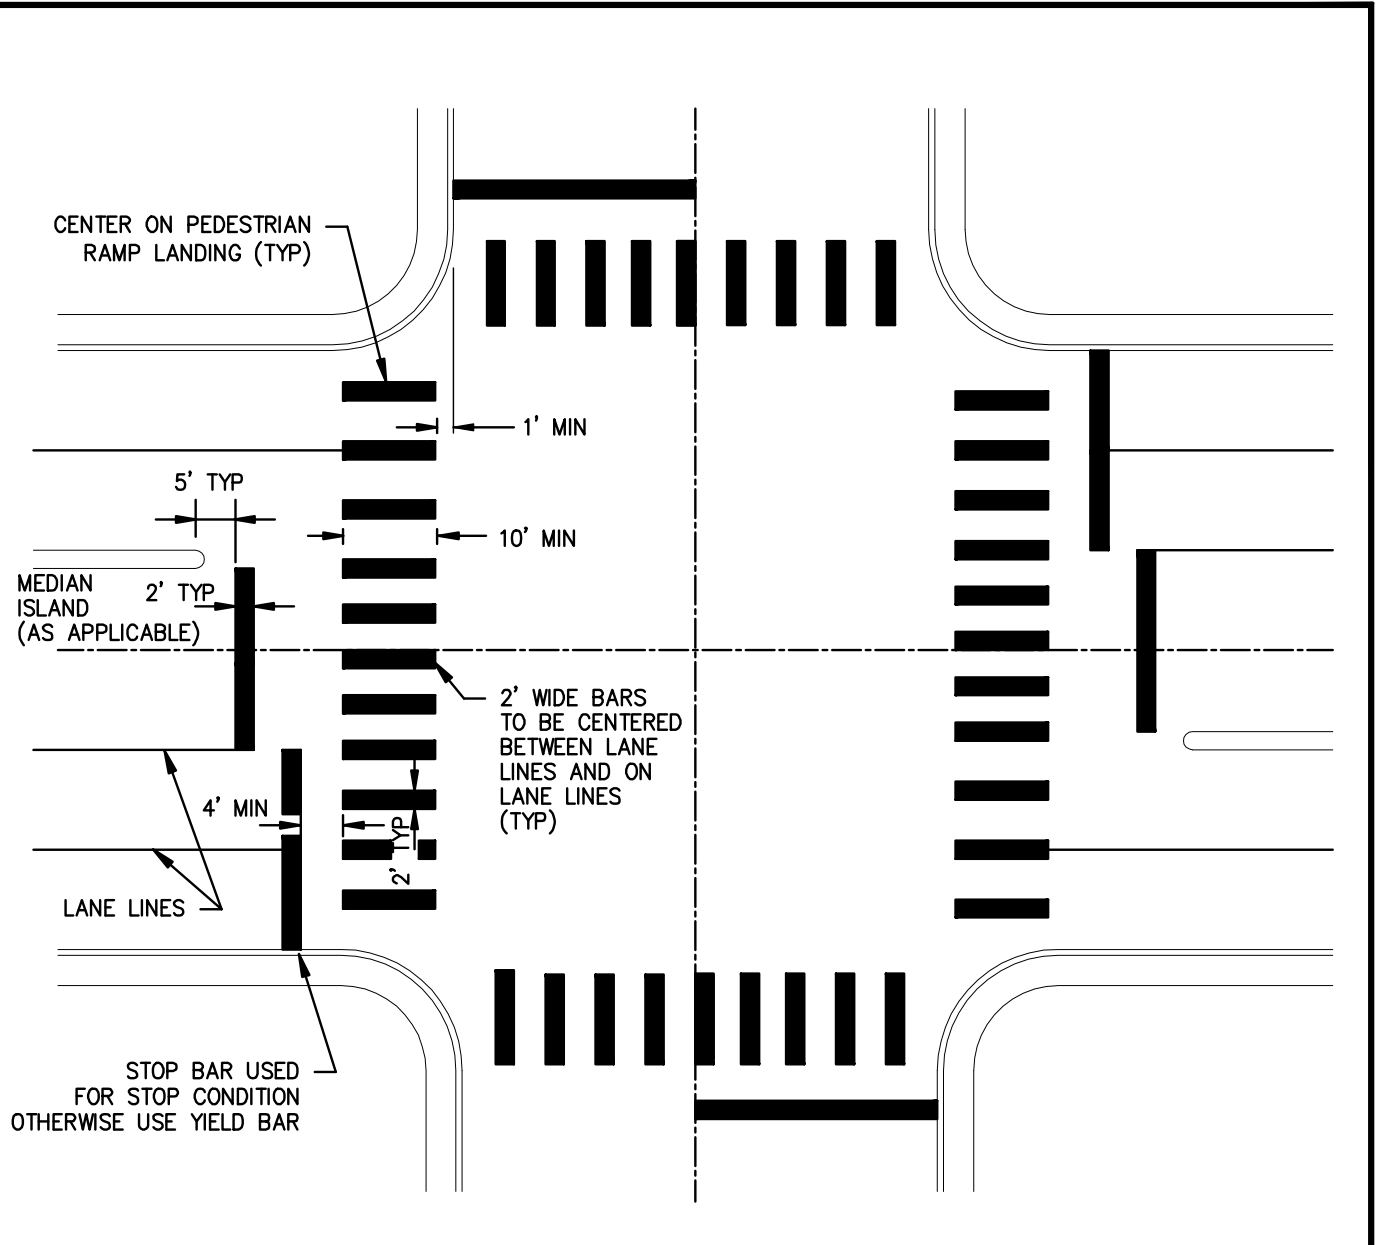 CENTER ON PEDESTRIAN
RAMP LANDING (TYP)
1' MIN
5' TYP
10' MIN
MEDIAN
ISLAND
(AS APPLICABLE)
2' TYP
2' WIDE BARS
TO BE CENTERED
BETWEEN LANE
LINES AND ON
LANE LINES
(TYP)
4' MIN
2' TYP
LANE LINES
STOP BAR USED
FOR STOP CONDITION
OTHERWISE USE YIELD BAR